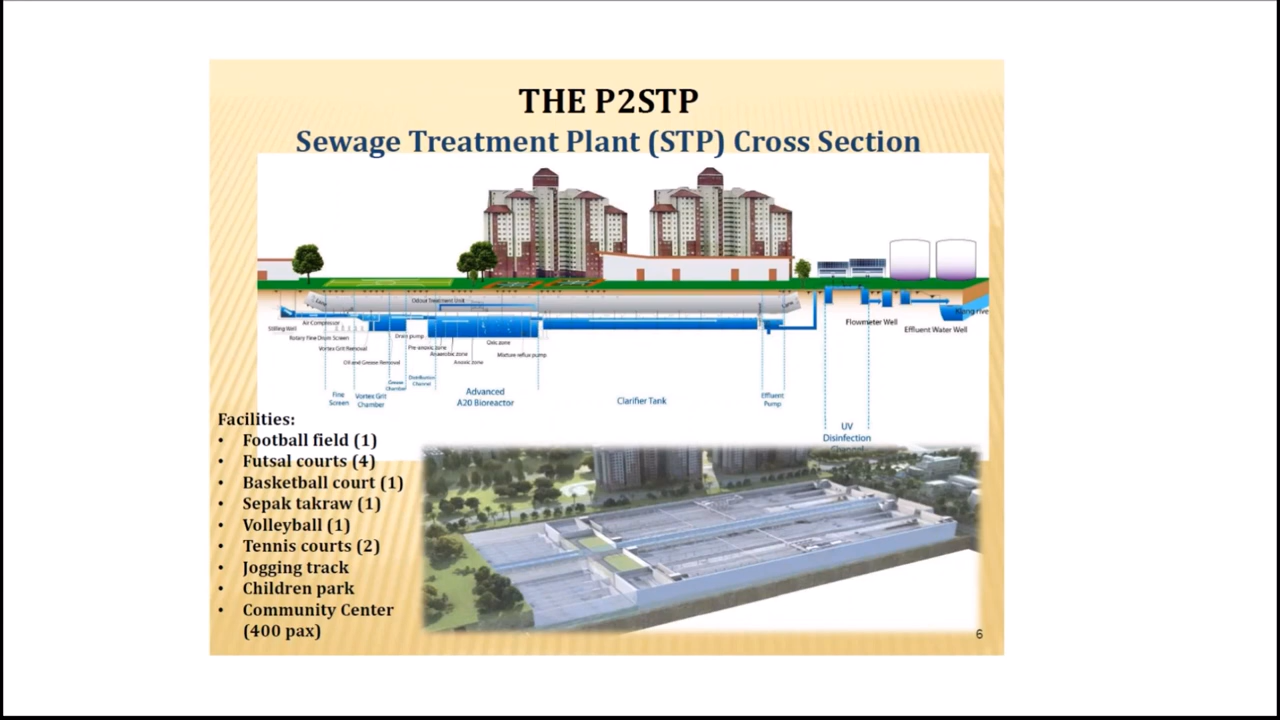 THE P2STP
Sewage Treatment Plant (STP) Cross Section
Odour Treatment Unit
Stilling Well
Air Compressor
Rotary Fine Drum Screen
Vortex Grit Removal
Oil and Grease Removal
Drain pump
Pre-anoxic zone
Anaerobic zone
Anoxic zone
Oxic zone
Mixture reflux pump
Flowmeter Well
Effluent Water Well
Klang rive
Fine
Screen
Vortex Grit
Chamber
Grease
Chamber
Distribution
Channel
Advanced
A20 Bioreactor
Clarifier Tank
Effluent
Pump
UV
Disinfection
Channel
Facilities:
• Football field (1)
• Futsal courts (4)
• Basketball court (1)
• Sepak takraw (1)
• Volleyball (1)
• Tennis courts (2)
• Jogging track
• Children park
• Community Center
(400 pax)
6